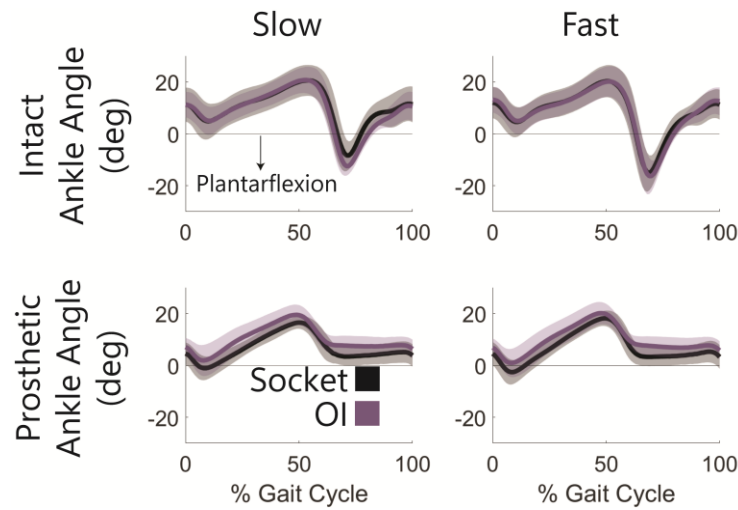 Slow Fast
Intact
Ankle Angle
(deg)
20
0
-20
Plantarflexion
0 50 100
20
0
-20
0 50 100
Prosthetic
Ankle Angle
(deg)
20
0
-20
Socket
OI
0 50 100
% Gait Cycle
20
0
-20
0 50 100
% Gait Cycle